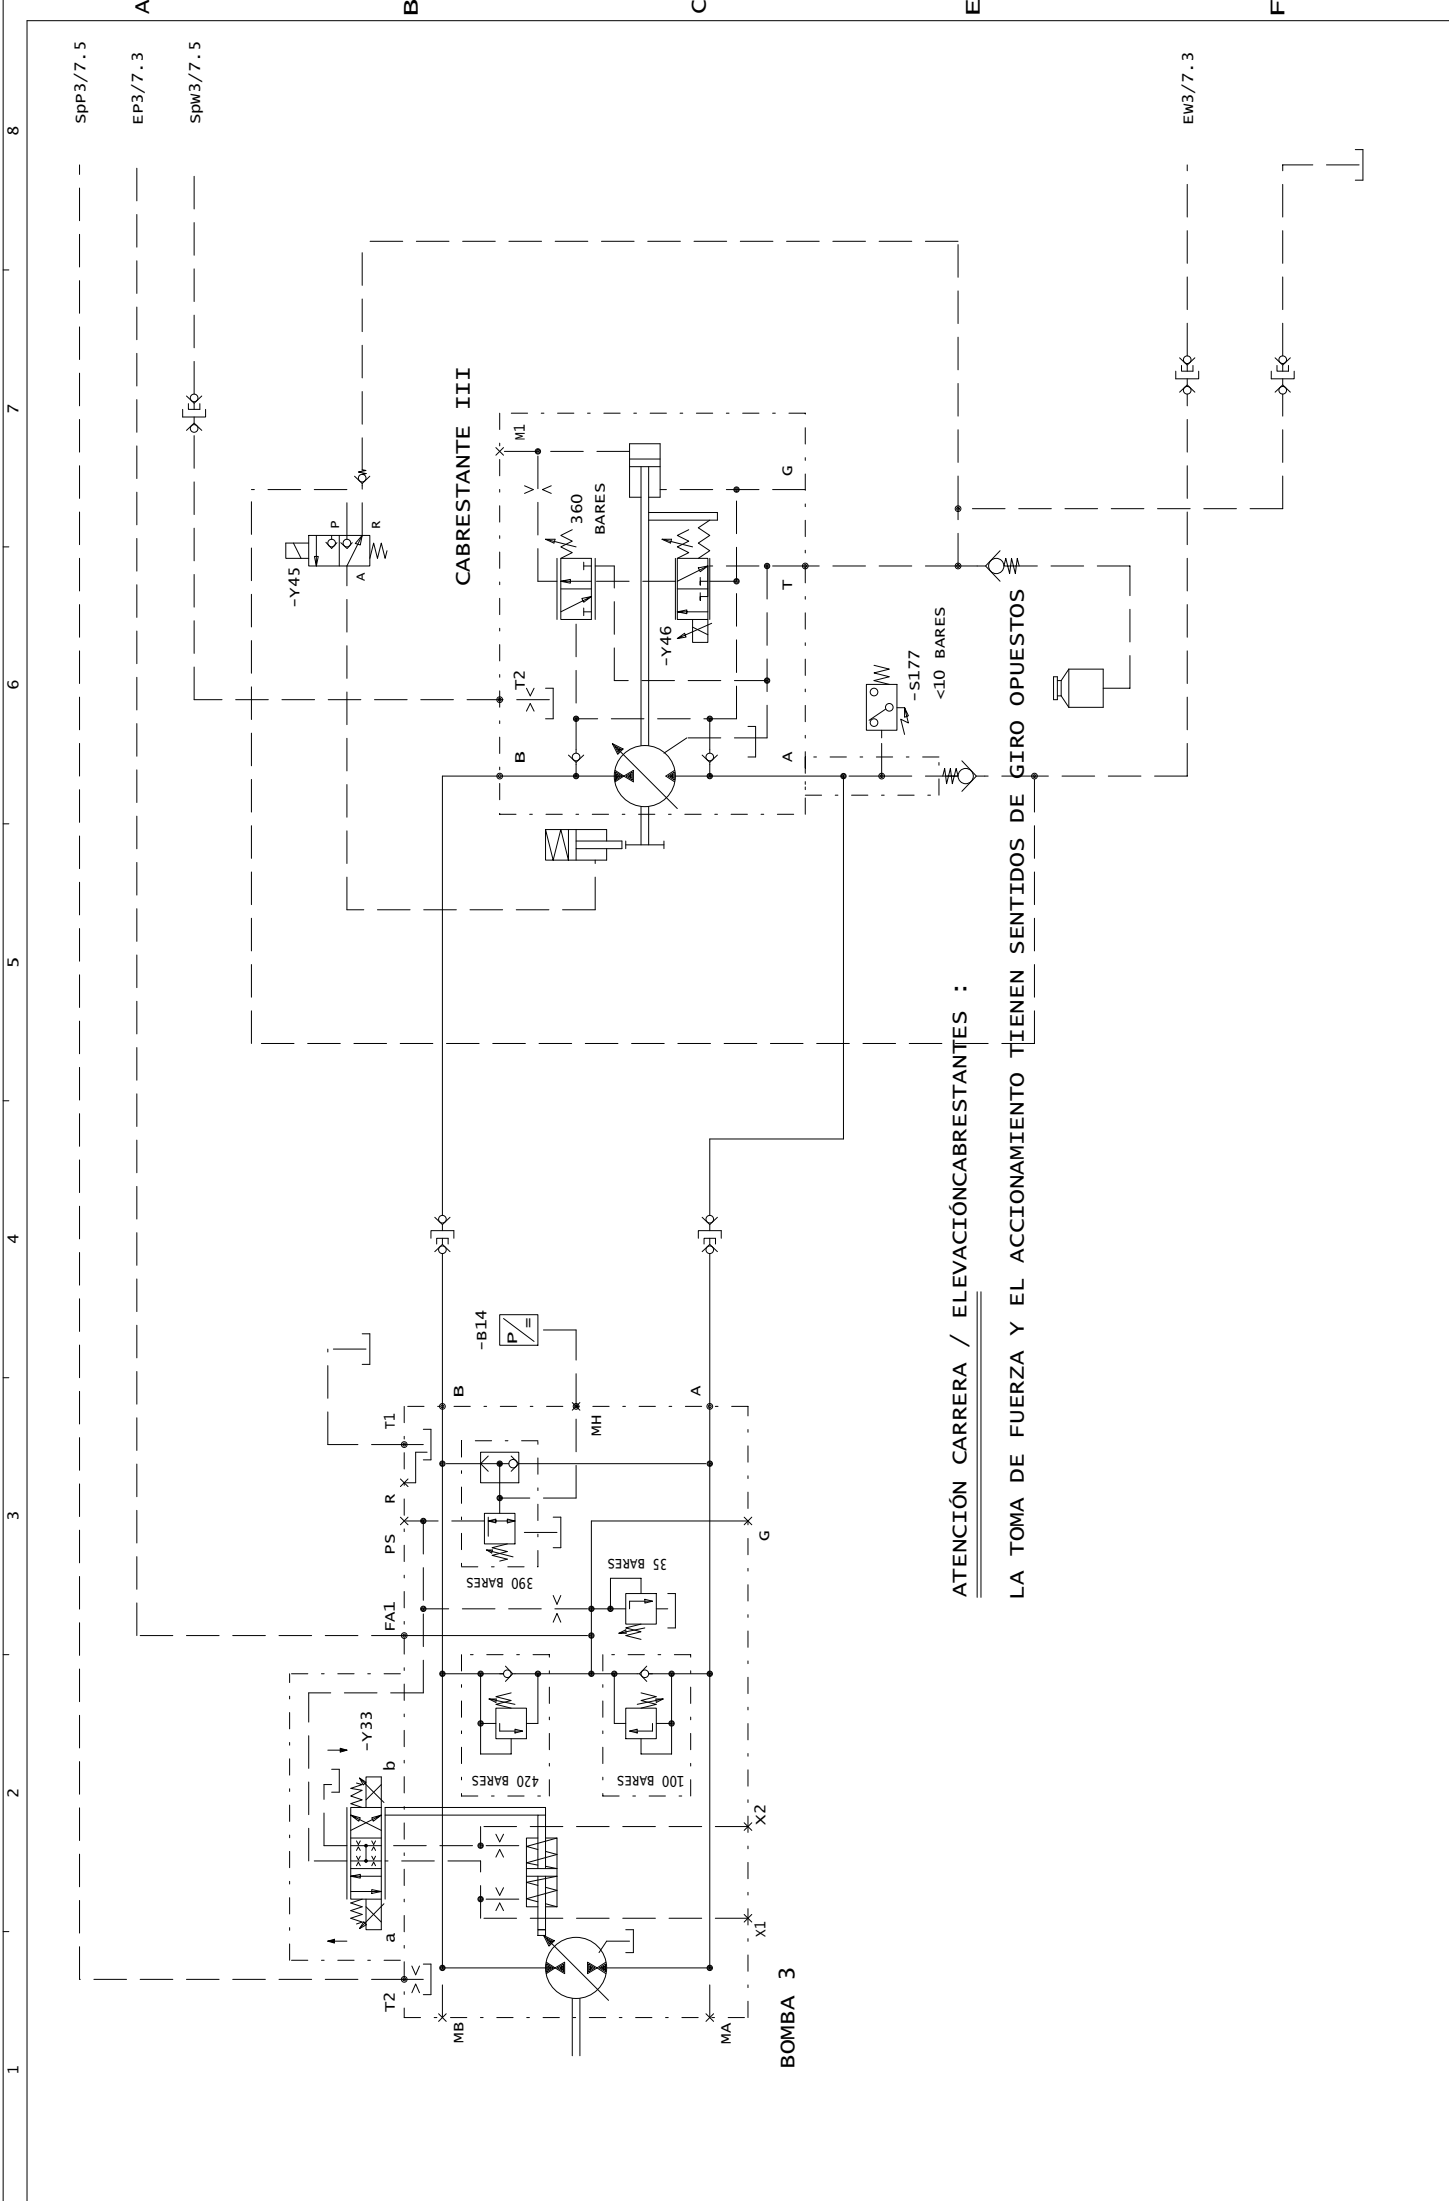 1
2
3
4
5
6
7
8
A
B
C
E
F
SpP3/7.5
EP3/7.3
SpW3/7.5
EW3/7.3
-Y45
P
R
A
CABRESTANTE III
M1
360
BARES
G
T2
-Y46
T
B
A
-S177
<10 BARES
-B14
P
=
T1
B
R
MH
A
PS
390 BARES
G
FA1
35 BARES
-Y33
b
a
420 BARES
100 BARES
X2
X1
T2
MB
MA
BOMBA 3
ATENCIÓN CARRERA / ELEVACIÓNCABRESTANTES :
LA TOMA DE FUERZA Y EL ACCIONAMIENTO TIENEN SENTIDOS DE GIRO OPUESTOS